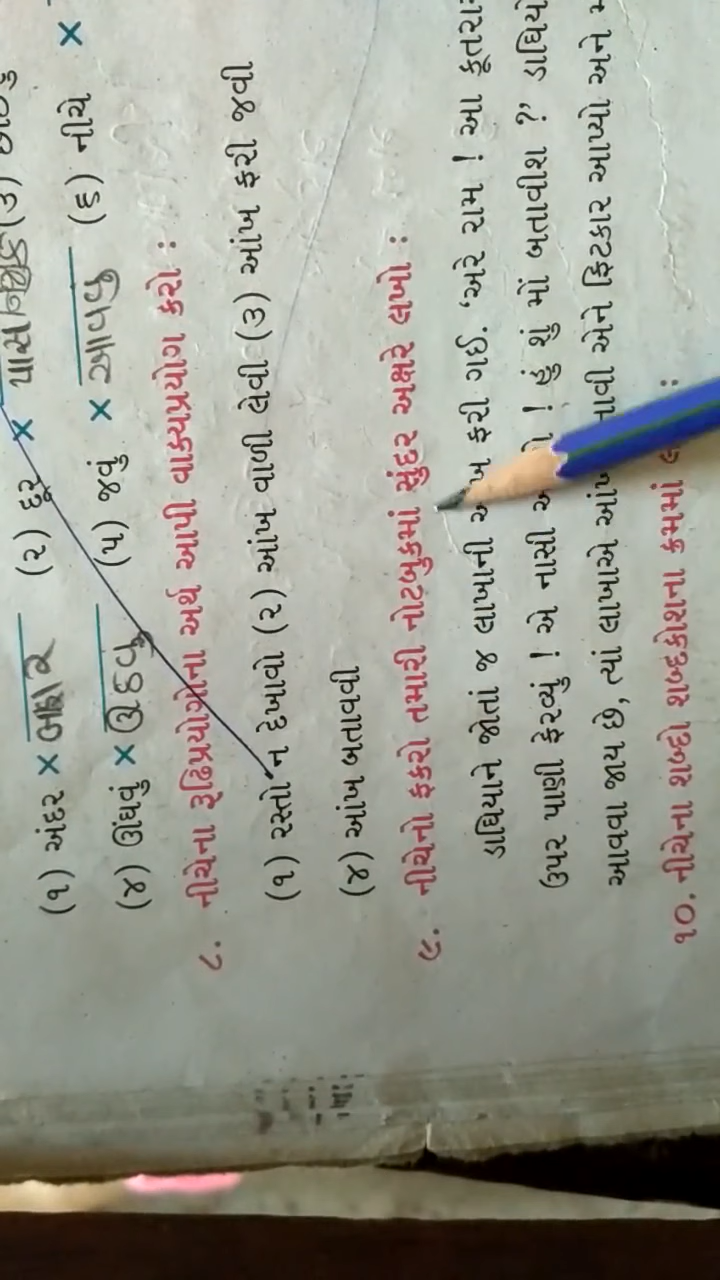 (૧) અંદર × બહાર (૨) દૂર × પાસે
(૪) ઊંઘવું × ઊઠવુ (૫) જવું × આવવુ (૬) નીચે ×
૮. નીચેના રૂઢિપ્રયોગોના અર્થ આપી વાક્યપ્રયોગ કરો :
(૧) રસ્તો ન દેખાવો (૨) આંખ વાળી લેવી (૩) આંખ ફરી જવી
(૪) આંખ બતાવવી
૯. નીચેનો ફકરો તમારી નોટબુકમાં સુંદર અક્ષરે લખો :
ડાઘિયાને જોતાં જ લાખાની ફરી ગઈ. ‘અરે રામ ! આ કૂતરા
ઉપર પાણી ફેરવ્યું ! એ નાસી ! હું શું મોં બતાવીશ ?’ ડાઘિયો
આવવા જાય છે, ત્યાં લાખાએ એને ફિટકાર આપ્યો અને
૧૦. નીચેના શબ્દો શબ્દકોશના ક્રમમાં